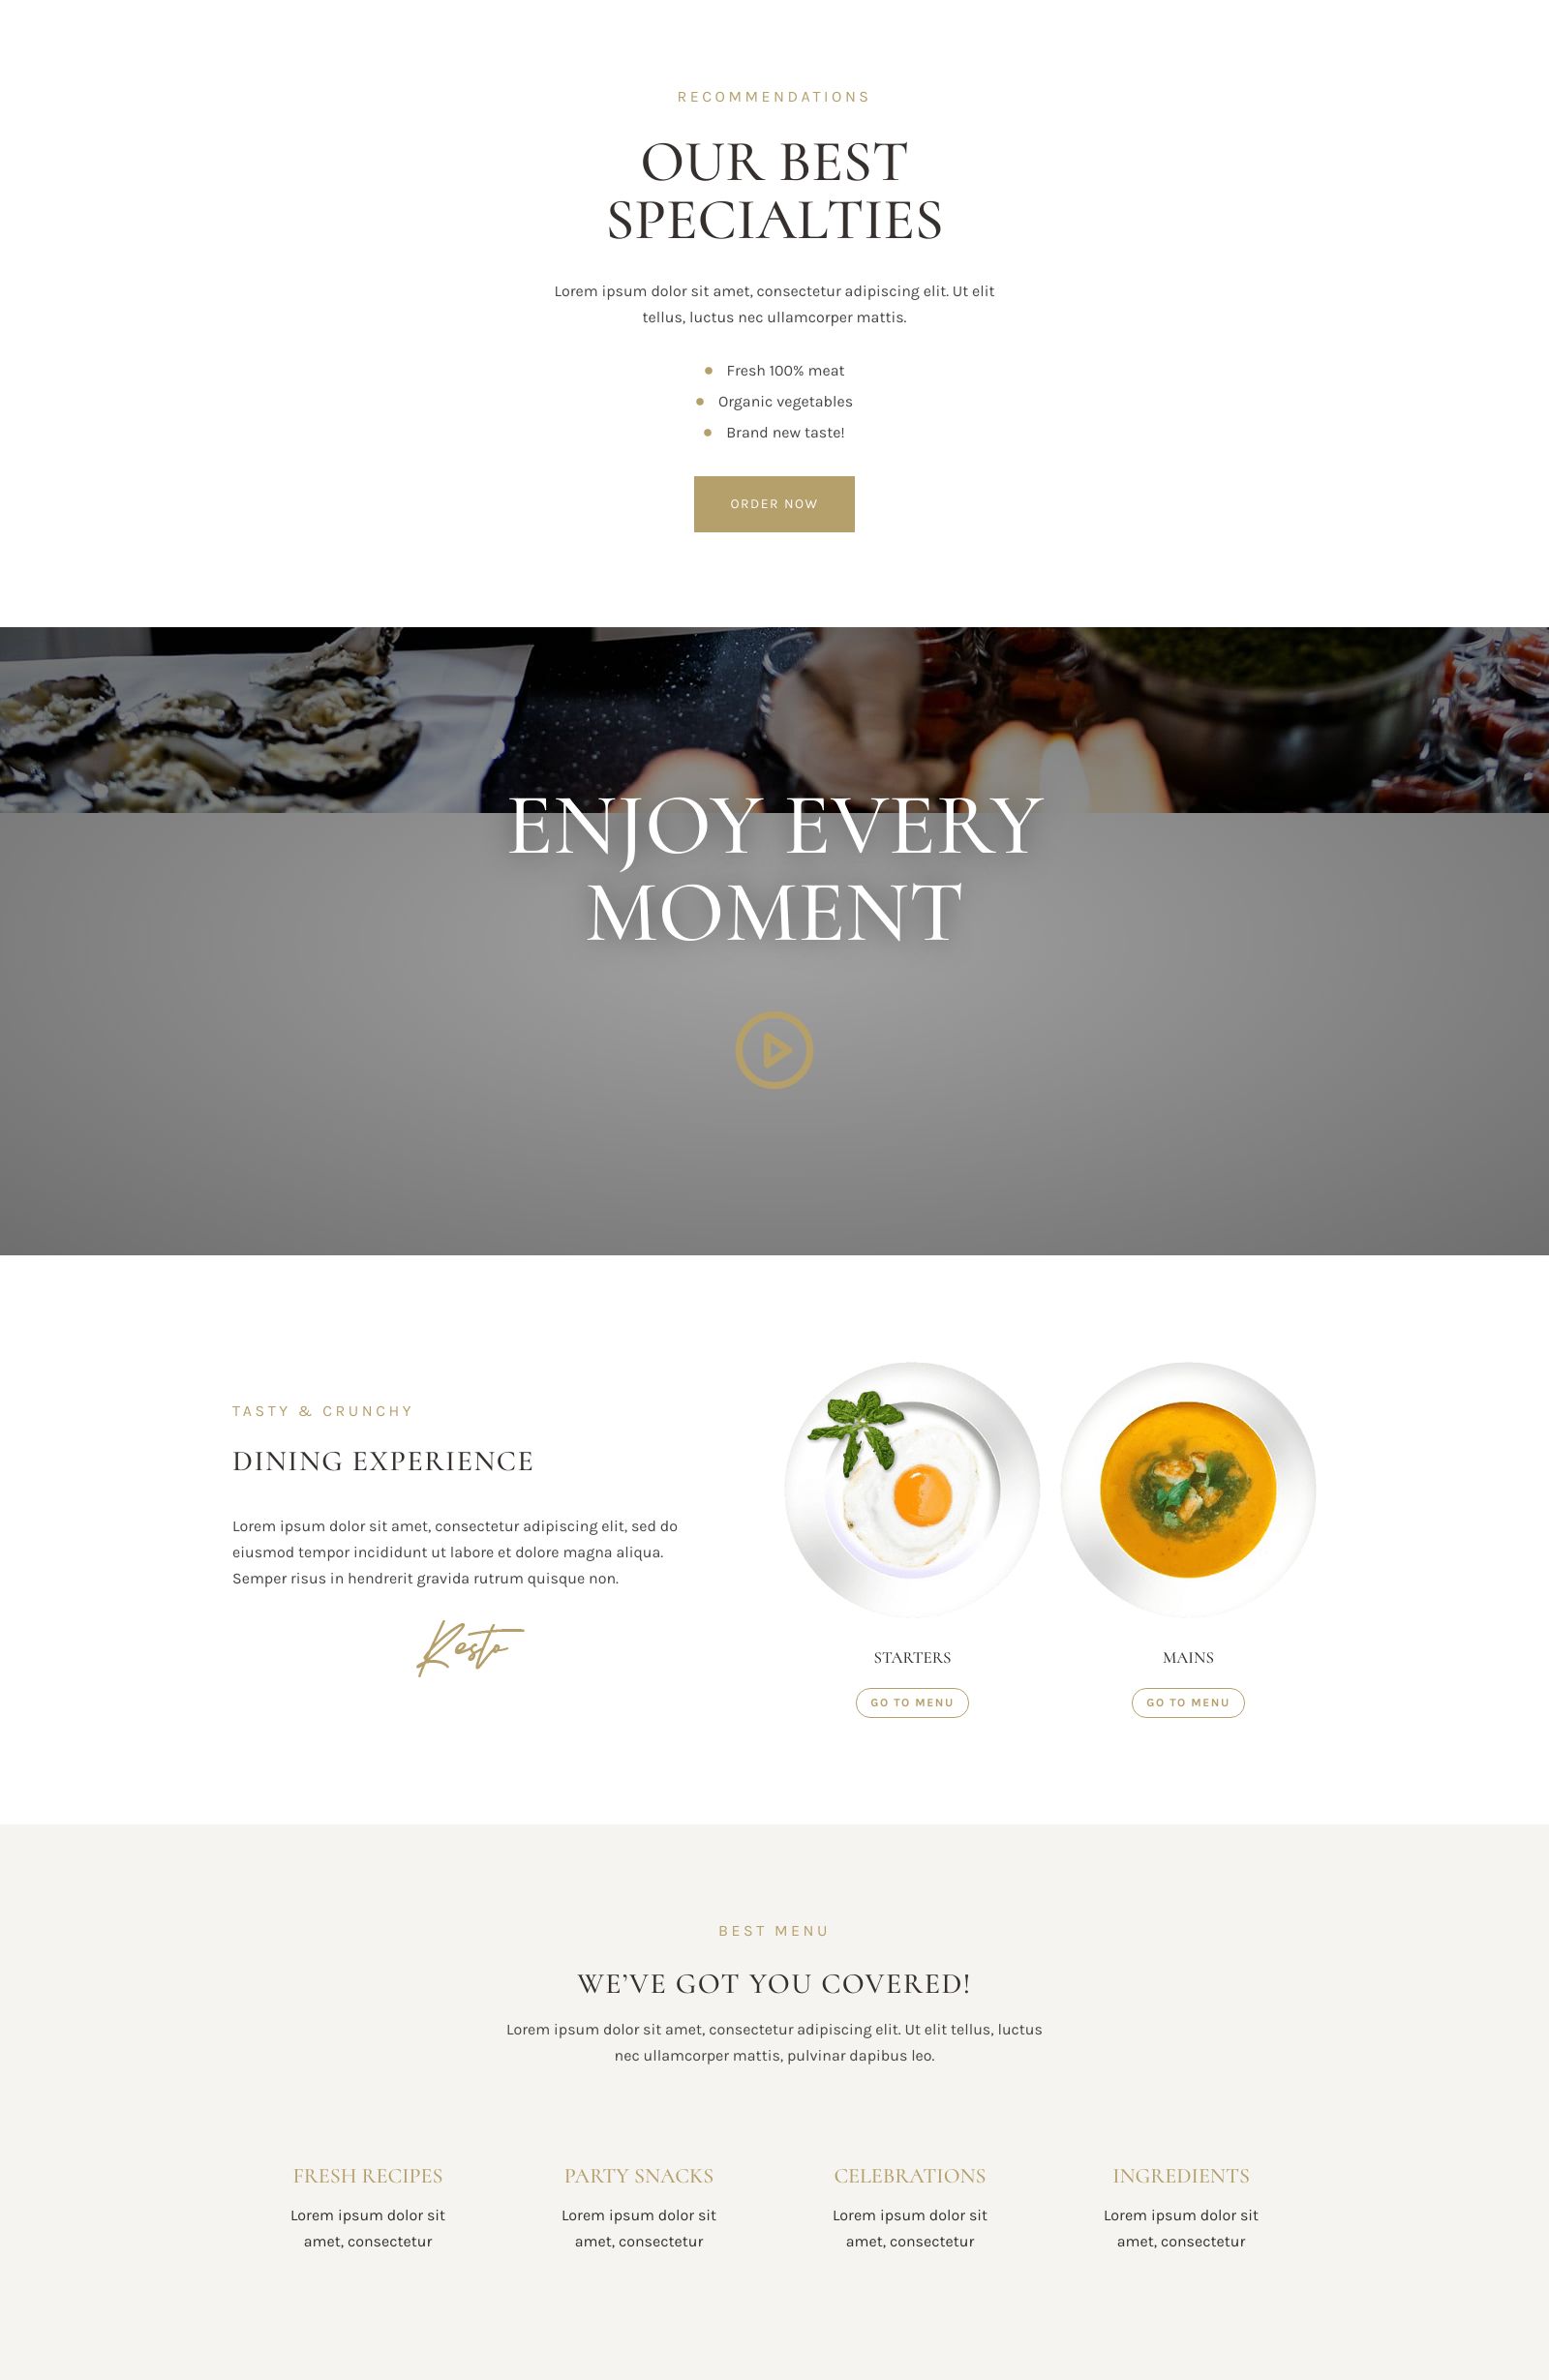 RECOMMENDATIONS
OUR BEST
SPECIALTIES
Lorem ipsum dolor sit amet, consectetur adipiscing elit. Ut elit
tellus, luctus nec ullamcorper mattis.
Fresh 100% meat
Organic vegetables
Brand new taste!
ORDER NOW
ENJOY EVERY
MOMENT
TASTY & CRUNCHY
DINING EXPERIENCE
Lorem ipsum dolor sit amet, consectetur adipiscing elit, sed do
eiusmod tempor incididunt ut labore et dolore magna aliqua.
Semper risus in hendrerit gravida rutrum quisque non.
Resto
STARTERS
GO TO MENU
MAINS
GO TO MENU
BEST MENU
WE’VE GOT YOU COVERED!
Lorem ipsum dolor sit amet, consectetur adipiscing elit. Ut elit tellus, luctus
nec ullamcorper mattis, pulvinar dapibus leo.
FRESH RECIPES
Lorem ipsum dolor sit
amet, consectetur
PARTY SNACKS
Lorem ipsum dolor sit
amet, consectetur
CELEBRATIONS
Lorem ipsum dolor sit
amet, consectetur
INGREDIENTS
Lorem ipsum dolor sit
amet, consectetur